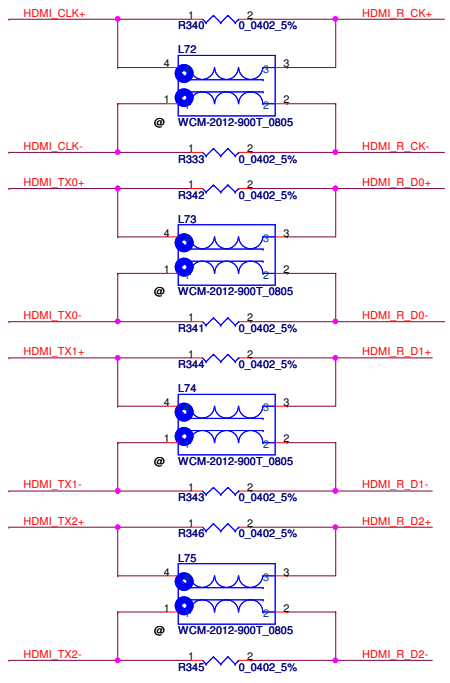 HDMI_CLK+ 1 2 HDMI_R_CK+
R340 0_0402_5%
L72
4 3 3
1 2 2
@ WCM-2012-900T_0805
HDMI_CLK- 1 2 HDMI_R_CK-
R333 0_0402_5%
HDMI_TX0+ 1 2 HDMI_R_D0+
R342 0_0402_5%
L73
4 3 3
1 2 2
@ WCM-2012-900T_0805
HDMI_TX0- 1 2 HDMI_R_D0-
R341 0_0402_5%
HDMI_TX1+ 1 2 HDMI_R_D1+
R344 0_0402_5%
L74
4 3 3
1 2 2
@ WCM-2012-900T_0805
HDMI_TX1- 1 2 HDMI_R_D1-
R343 0_0402_5%
HDMI_TX2+ 1 2 HDMI_R_D2+
R346 0_0402_5%
L75
4 3 3
1 2 2
@ WCM-2012-900T_0805
HDMI_TX2- 1 2 HDMI_R_D2-
R345 0_0402_5%